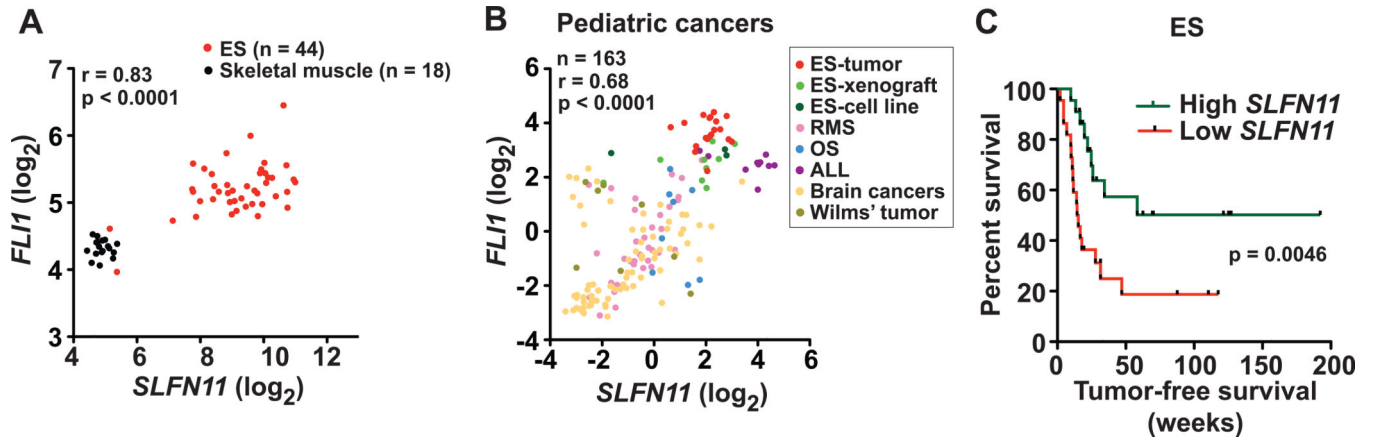 A
ES (n = 44)
Skeletal muscle (n = 18)
r = 0.83
p < 0.0001
FLI1 (log2)
7
6
5
4
3
4
6
8
10
12
SLFN11 (log2)
B
Pediatric cancers
n = 163
r = 0.68
p < 0.0001
FLI1 (log2)
6
4
2
0
-2
-4
-4
-2
0
2
4
6
SLFN11 (log2)
ES-tumor
ES-xenograft
ES-cell line
RMS
OS
ALL
Brain cancers
Wilms’ tumor
C
ES
High SLFN11
Low SLFN11
p = 0.0046
Percent survival
100
80
60
40
20
0
0
50
100
150
200
Tumor-free survival
(weeks)